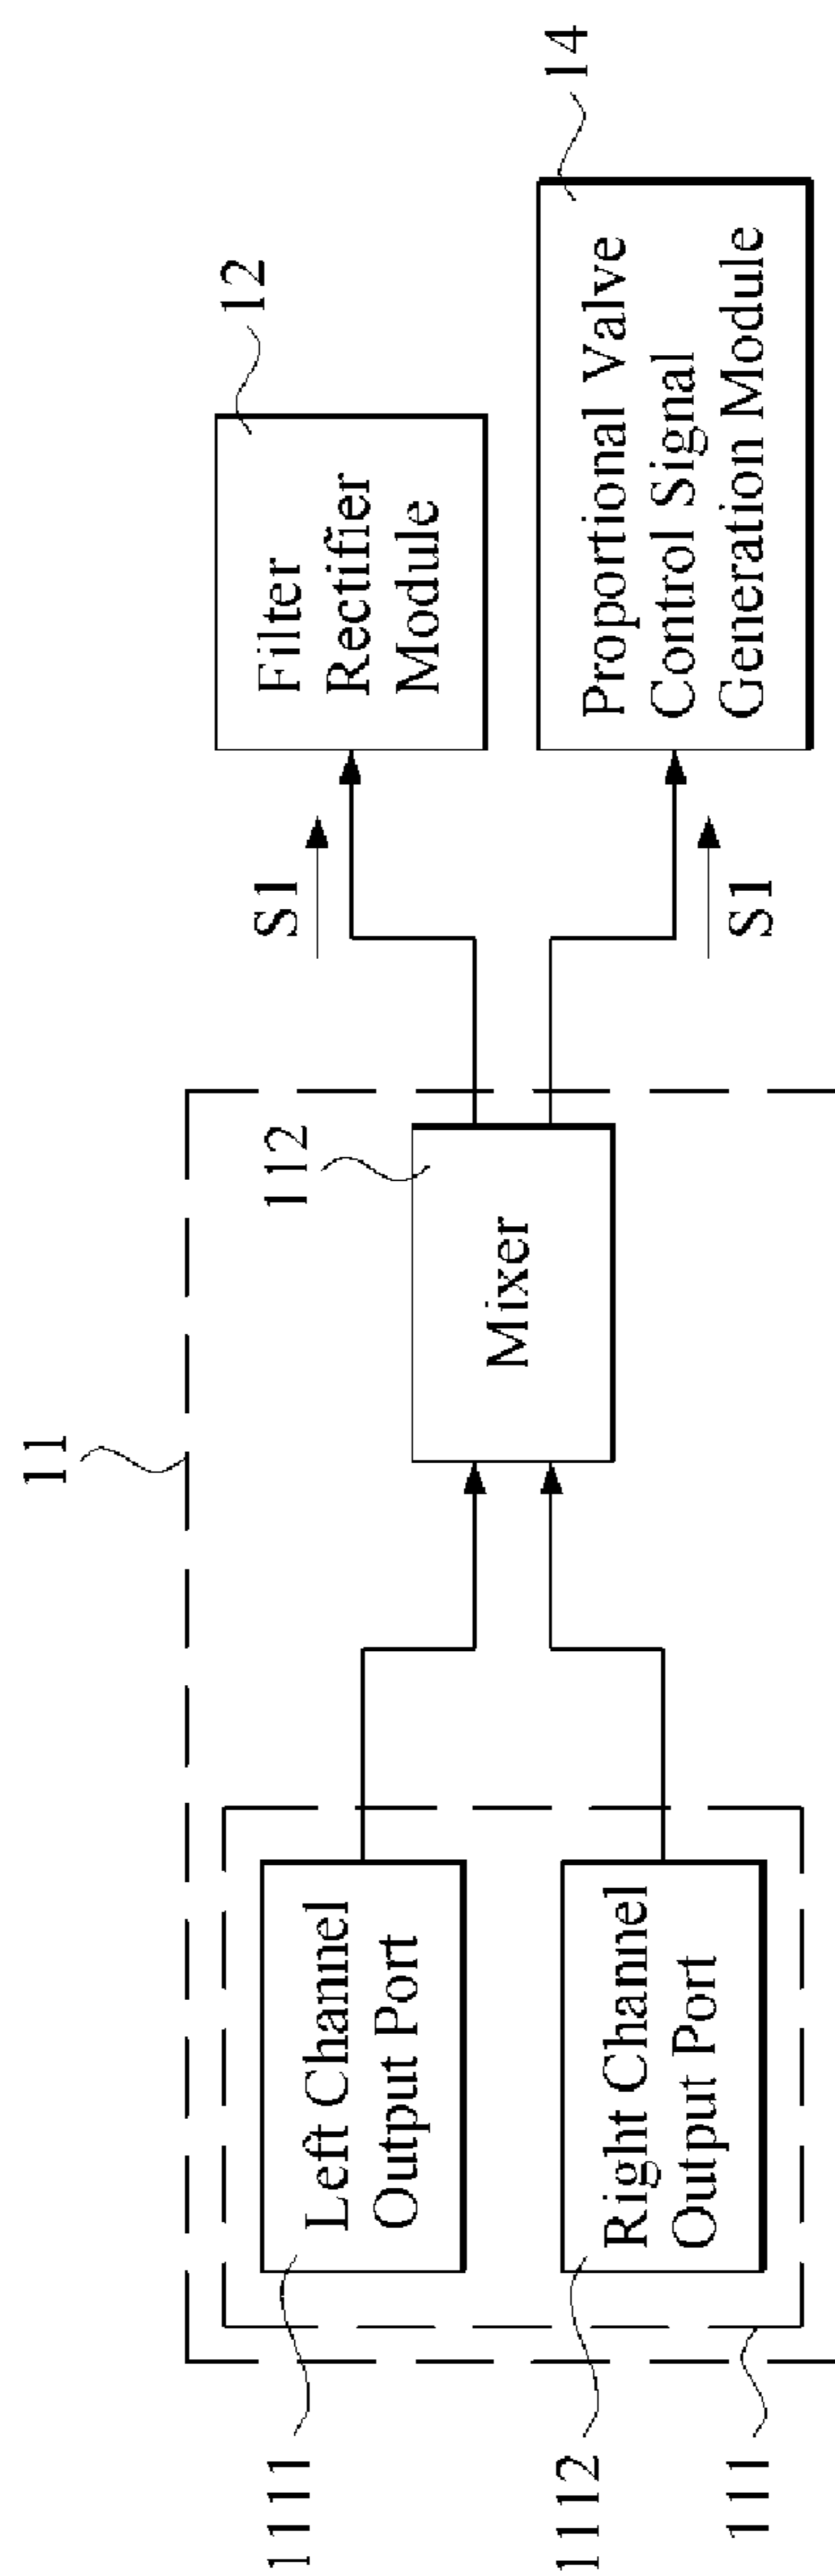 11
1111
Left Channel
Output Port
1112
Right Channel
Output Port
111
112
Mixer
S1
12
Filter
Rectifier
Module
S1
14
Proportional Valve
Control Signal
Generation Module